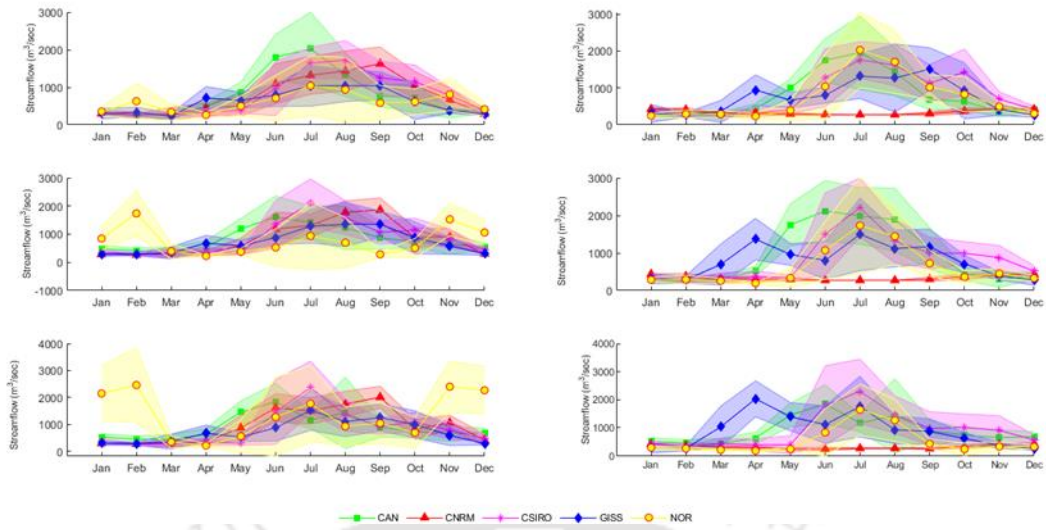 3000
2000
1000
0
Streamflow (m³/sec)
Jan Feb Mar Apr May Jun Jul Aug Sep Oct Nov Dec
3000
2000
1000
0
Streamflow (m³/sec)
Jan Feb Mar Apr May Jun Jul Aug Sep Oct Nov Dec
3000
2000
1000
0
-1000
Streamflow (m³/sec)
Jan Feb Mar Apr May Jun Jul Aug Sep Oct Nov Dec
3000
2000
1000
0
Streamflow (m³/sec)
Jan Feb Mar Apr May Jun Jul Aug Sep Oct Nov Dec
4000
3000
2000
1000
0
Streamflow (m³/sec)
Jan Feb Mar Apr May Jun Jul Aug Sep Oct Nov Dec
4000
3000
2000
1000
0
Streamflow (m³/sec)
Jan Feb Mar Apr May Jun Jul Aug Sep Oct Nov Dec
CAN CNRM CSIRO GISS NOR